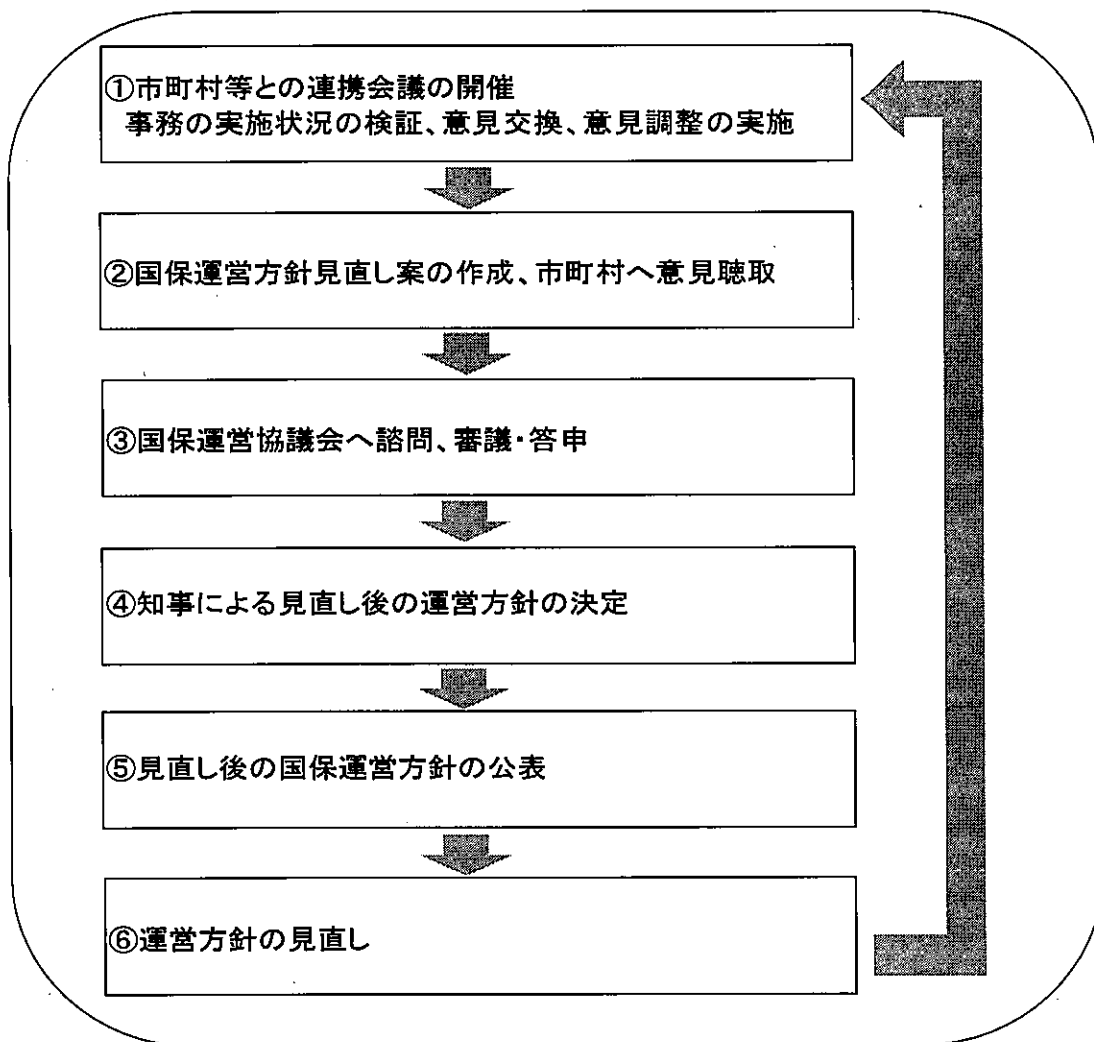 ①市町村等との連携会議の開催
事務の実施状況の検証、意見交換、意見調整の実施
②国保運営方針見直し案の作成、市町村へ意見聴取
③国保運営協議会へ諮問、審議・答申
④知事による見直し後の運営方針の決定
⑤見直し後の国保運営方針の公表
⑥運営方針の見直し